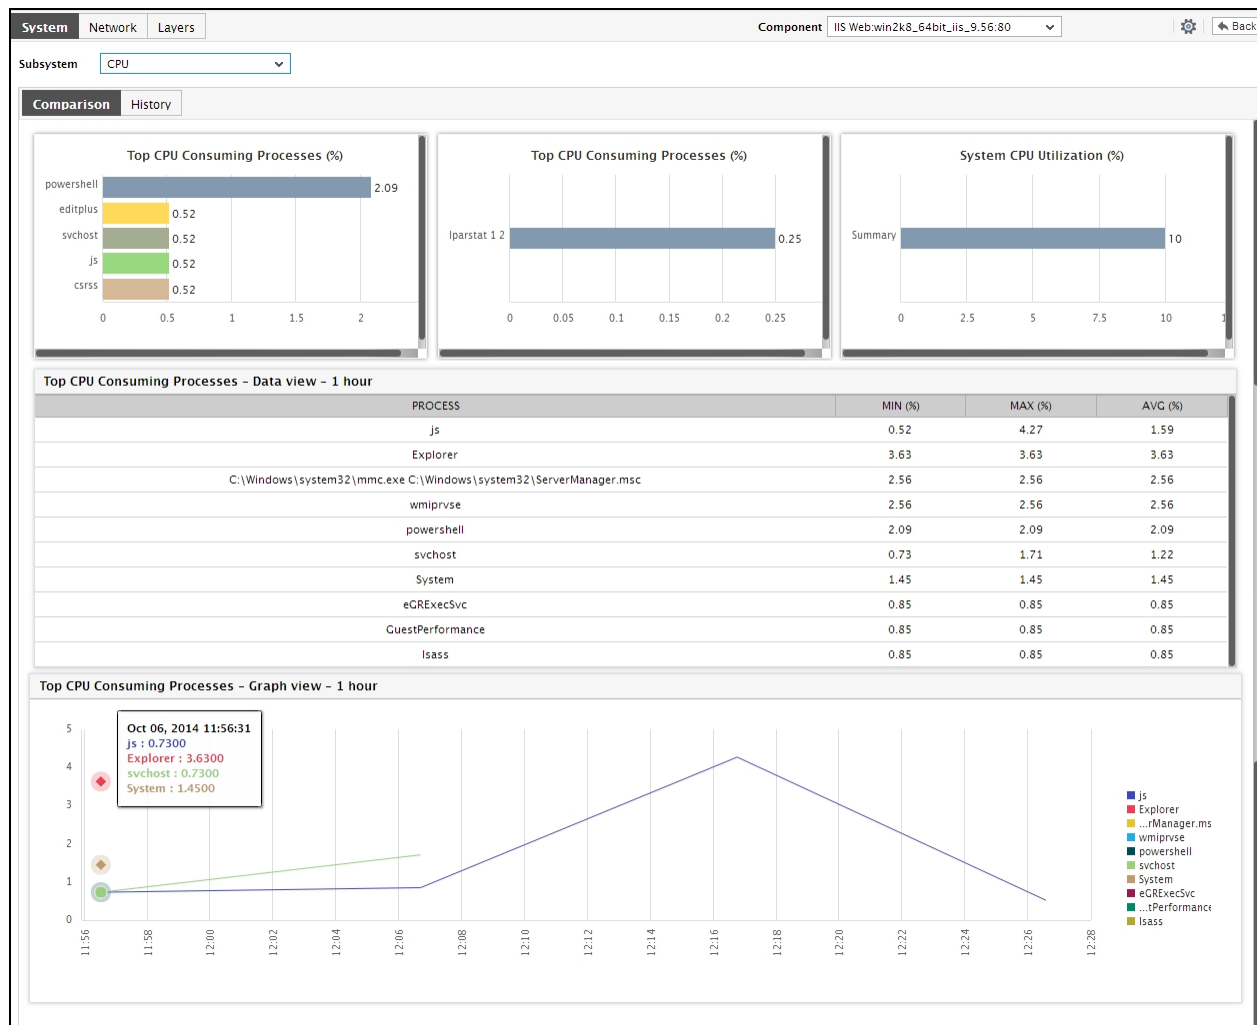 System Network Layers Component IIS Web:win2k8_64bit_iis_9.56:80 Back
Subsystem CPU
Comparison History
Top CPU Consuming Processes (%)
powershell 2.09
editplus 0.52
svchost 0.52
js 0.52
csrss 0.52
0 0.5 1 1.5 2
Top CPU Consuming Processes (%)
lparstat 1 2 0.25
0 0.05 0.1 0.15 0.2 0.25
System CPU Utilization (%)
Summary 10
0 2.5 5 7.5 10 1
Top CPU Consuming Processes - Data view - 1 hour
PROCESS MIN (%) MAX (%) AVG (%)
js 0.52 4.27 1.59
Explorer 3.63 3.63 3.63
C:\Windows\system32\mmc.exe C:\Windows\system32\ServerManager.msc 2.56 2.56 2.56
wmiprvse 2.56 2.56 2.56
powershell 2.09 2.09 2.09
svchost 0.73 1.71 1.22
System 1.45 1.45 1.45
eGRExecSvc 0.85 0.85 0.85
GuestPerformance 0.85 0.85 0.85
lsass 0.85 0.85 0.85
Top CPU Consuming Processes - Graph view - 1 hour
5
4
3
2
1
0
Oct 06, 2014 11:56:31
js : 0.7300
Explorer : 3.6300
svchost : 0.7300
System : 1.4500
11:56 11:58 12:00 12:02 12:04 12:06 12:08 12:10 12:12 12:14 12:16 12:18 12:20 12:22 12:24 12:26 12:28
js
Explorer
...rManager.ms
wmiprvse
powershell
svchost
System
eGRExecSvc
...tPerformance
lsass